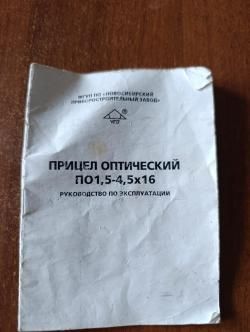 ФГУП ПО «НОВОСИБИРСКИЙ
ПРИБОРОСТРОИТЕЛЬНЫЙ ЗАВОД»
ПРИЦЕЛ ОПТИЧЕСКИЙ
ПО1,5-4,5х16
РУКОВОДСТВО ПО ЭКСПЛУАТАЦИИ